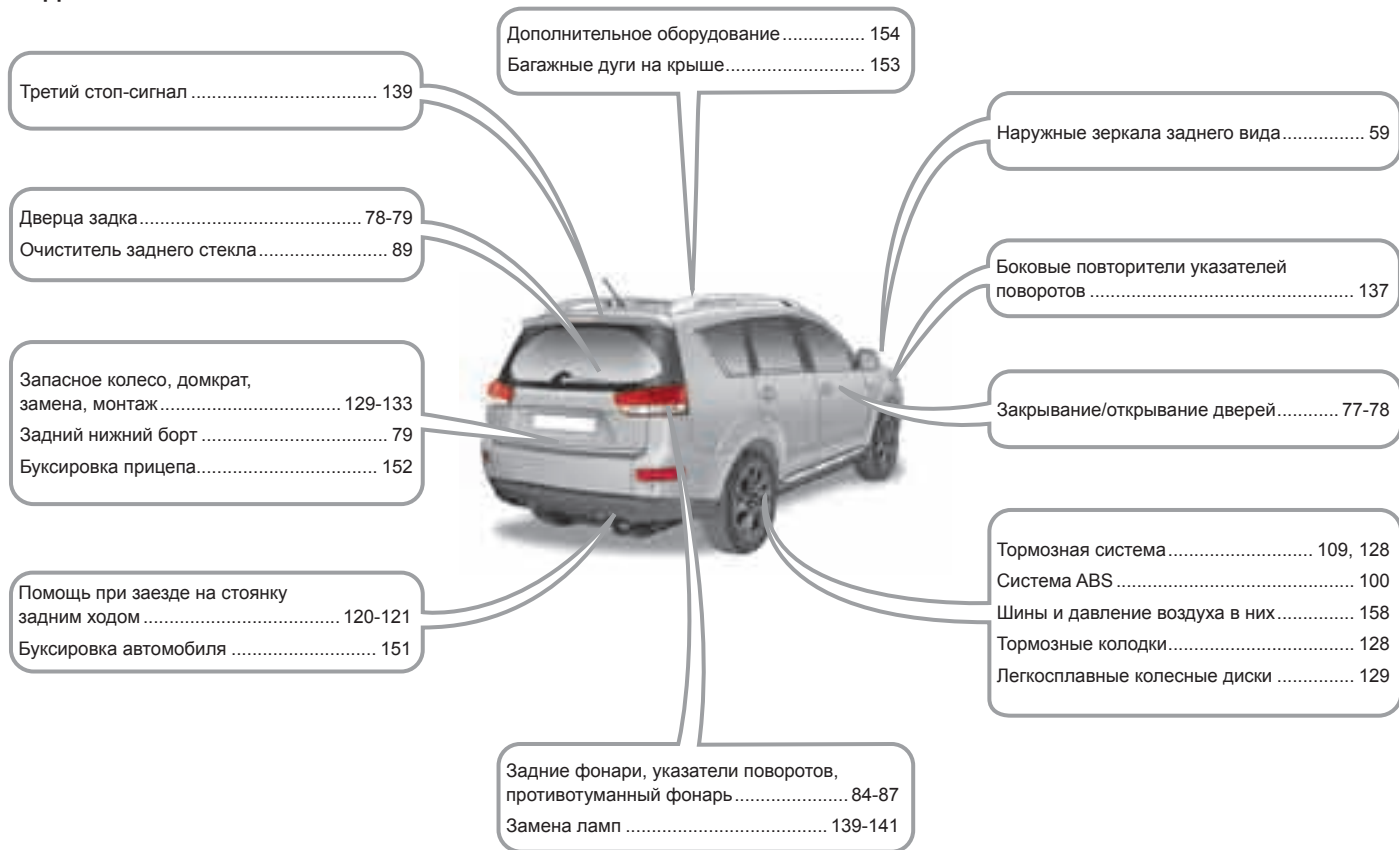 Дополнительное оборудование................ 154
Багажные дуги на крыше.......................... 153
Третий стоп-сигнал .................................. 139
Наружные зеркала заднего вида................ 59
Дверца задка..................................... 78-79
Очиститель заднего стекла...................... 89
Боковые повторители указателей
поворотов ................................................ 137
Запасное колесо, домкрат,
замена, монтаж.............................. 129-133
Задний нижний борт ................................ 79
Буксировка прицепа................................ 152
Закрывание/открывание дверей............ 77-78
Тормозная система.......................... 109, 128
Система ABS ............................................ 100
Шины и давление воздуха в них.............. 158
Тормозные колодки................................. 128
Легкосплавные колесные диски ............... 129
Помощь при заезде на стоянку
задним ходом .................................. 120-121
Буксировка автомобиля .......................... 151
Задние фонари, указатели поворотов,
противотуманный фонарь...................... 84-87
Замена ламп .................................... 139-141